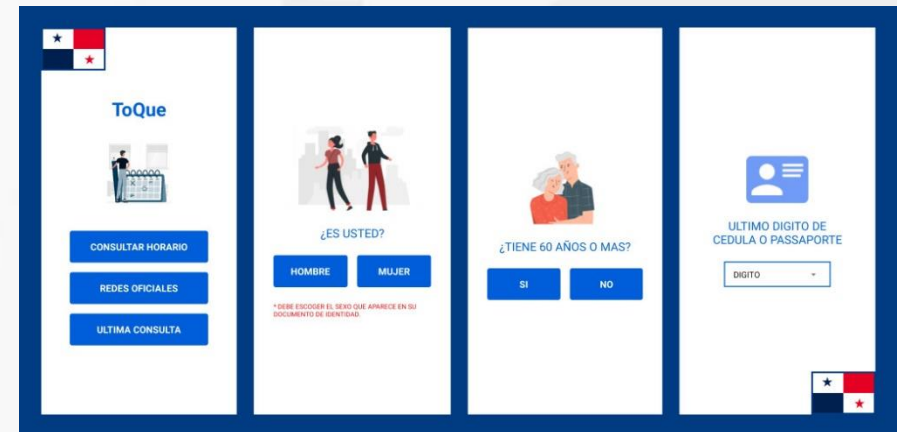 ToQue
CONSULTAR HORARIO
REDES OFICIALES
ULTIMA CONSULTA
¿ES USTED?
HOMBRE
MUJER
* DEBE ESCOGER EL SEXO QUE APARECE EN SU
DOCUMENTO DE IDENTIDAD.
¿TIENE 60 AÑOS O MAS?
SI
NO
ULTIMO DIGITO DE
CEDULA O PASSAPORTE
DIGITO